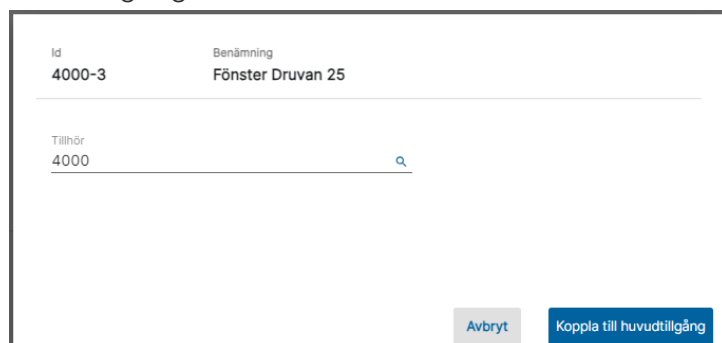 Id Benämning
4000-3 Fönster Druvan 25
Tillhör
4000
Avbryt Koppla till huvudtillgång